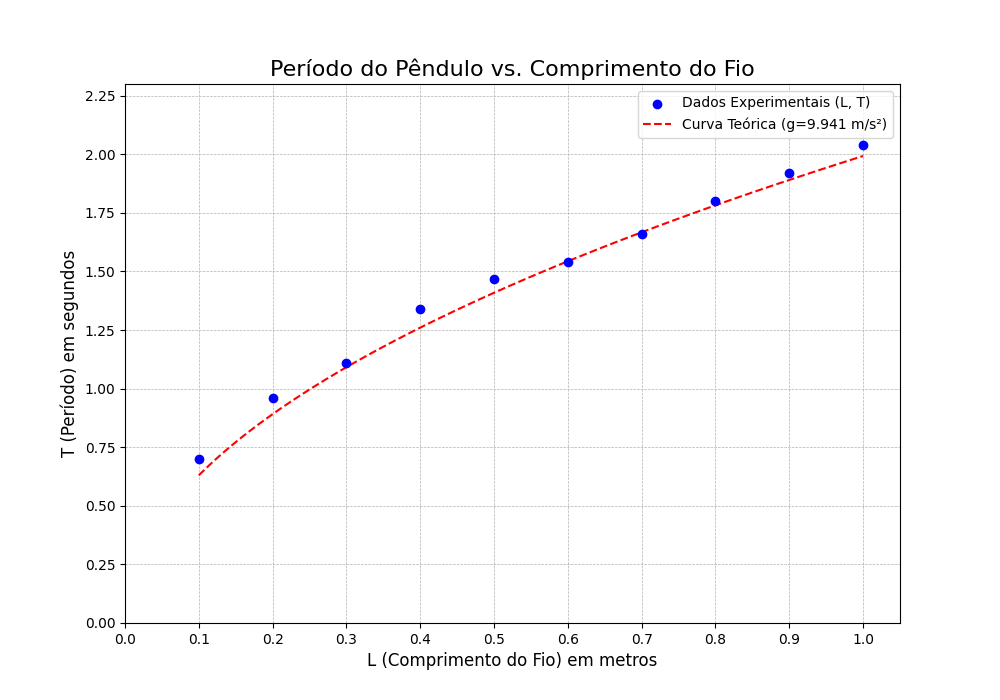 Período do Pêndulo vs. Comprimento do Fio
Dados Experimentais (L, T)
Curva Teórica (g=9.941 m/s²)
T (Período) em segundos
2.25
2.00
1.75
1.50
1.25
1.00
0.75
0.50
0.25
0.00
0.0 0.1 0.2 0.3 0.4 0.5 0.6 0.7 0.8 0.9 1.0
L (Comprimento do Fio) em metros